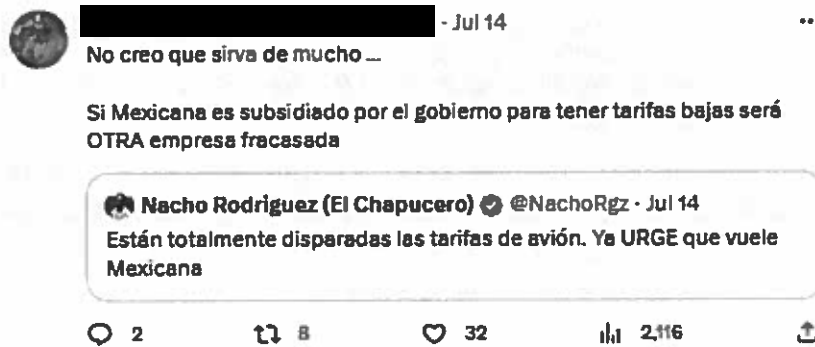 - Jul 14
No creo que sirva de mucho ...
Si Mexicana es subsidiado por el gobierno para tener tarifas bajas será
OTRA empresa fracasada
Nacho Rodriguez (El Chapucero) @NachoRgz · Jul 14
Están totalmente disparadas las tarifas de avión. Ya URGE que vuele
Mexicana
2 8 32 2,116